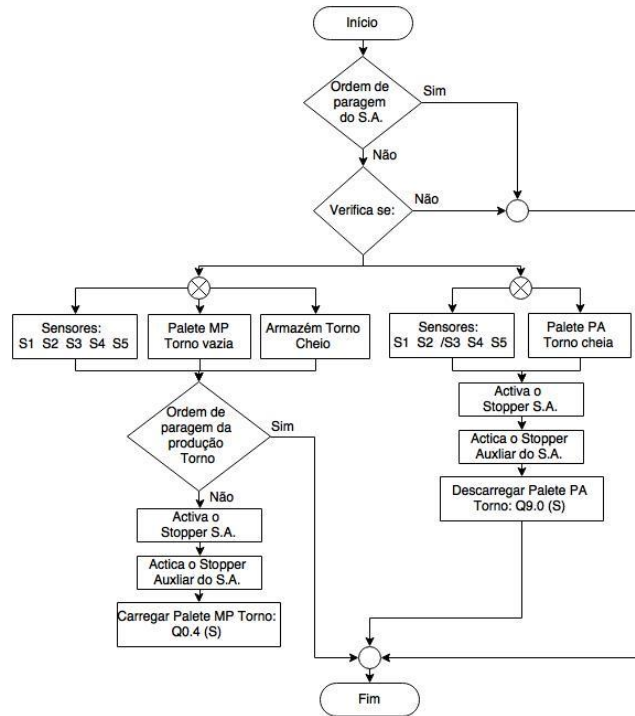 Início
Ordem de
paragem
do S.A.
Sim
Não
Verifica se:
Não
Sensores:
S1 S2 S3 S4 S5
Palete MP
Torno vazia
Armazém Torno
Cheio
Sensores:
S1 S2 /S3 S4 S5
Palete PA
Torno cheia
Ordem de
paragem da
produção
Torno
Sim
Não
Activa o
Stopper S.A.
Actica o Stopper
Auxliar do S.A.
Carregar Palete MP Torno:
Q0.4 (S)
Activa o
Stopper S.A.
Actica o Stopper
Auxliar do S.A.
Descarregar Palete PA
Torno: Q9.0 (S)
Fim